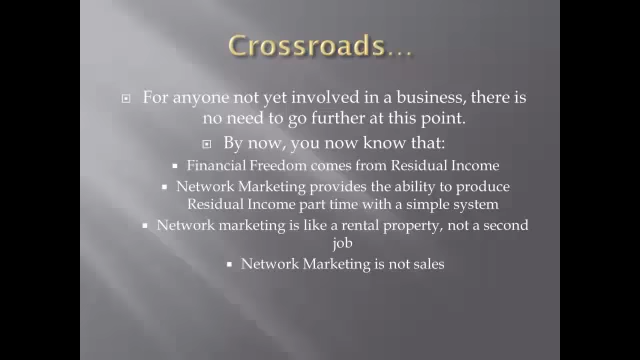 Crossroads…
For anyone not yet involved in a business, there is
no need to go further at this point.
By now, you now know that:
Financial Freedom comes from Residual Income
Network Marketing provides the ability to produce
Residual Income part time with a simple system
Network marketing is like a rental property, not a second
job
Network Marketing is not sales